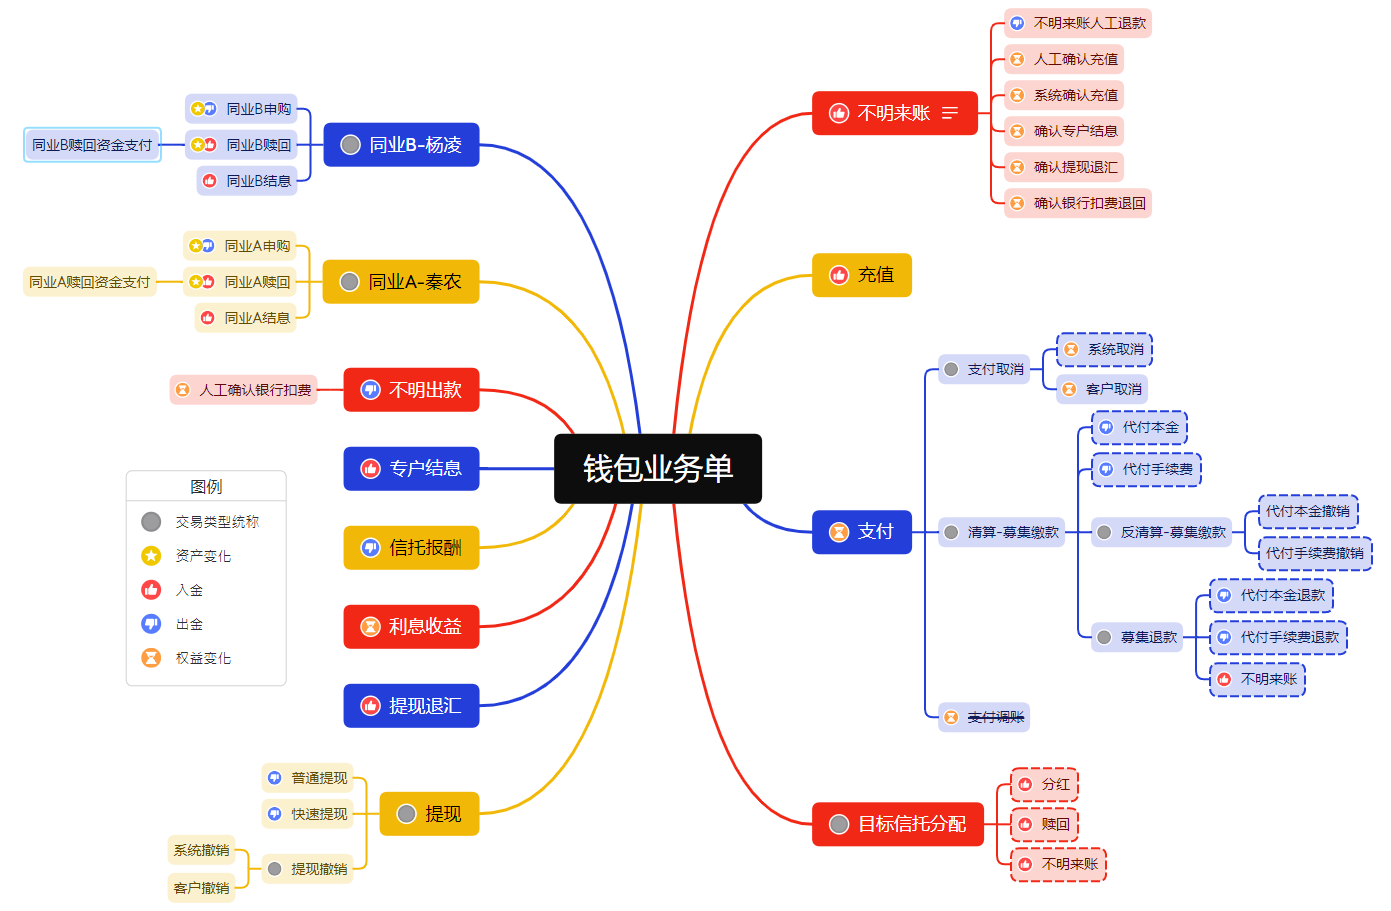 钱包业务单
不明来账
不明来账人工退款
人工确认充值
系统确认充值
确认专户结息
确认提现退汇
确认银行扣费退回
充值
支付
支付取消
系统取消
客户取消
清算-募集缴款
代付本金
代付手续费
反清算-募集缴款
代付本金撤销
代付手续费撤销
募集退款
代付本金退款
代付手续费退款
不明来账
支付调账
目标信托分配
分红
赎回
不明来账
同业B-杨凌
同业B申购
同业B赎回
同业B赎回资金支付
同业B结息
同业A-秦农
同业A申购
同业A赎回
同业A赎回资金支付
同业A结息
不明出款
人工确认银行扣费
专户结息
信托报酬
利息收益
提现退汇
提现
普通提现
快速提现
提现撤销
系统撤销
客户撤销
图例
交易类型统称
资产变化
入金
出金
权益变化